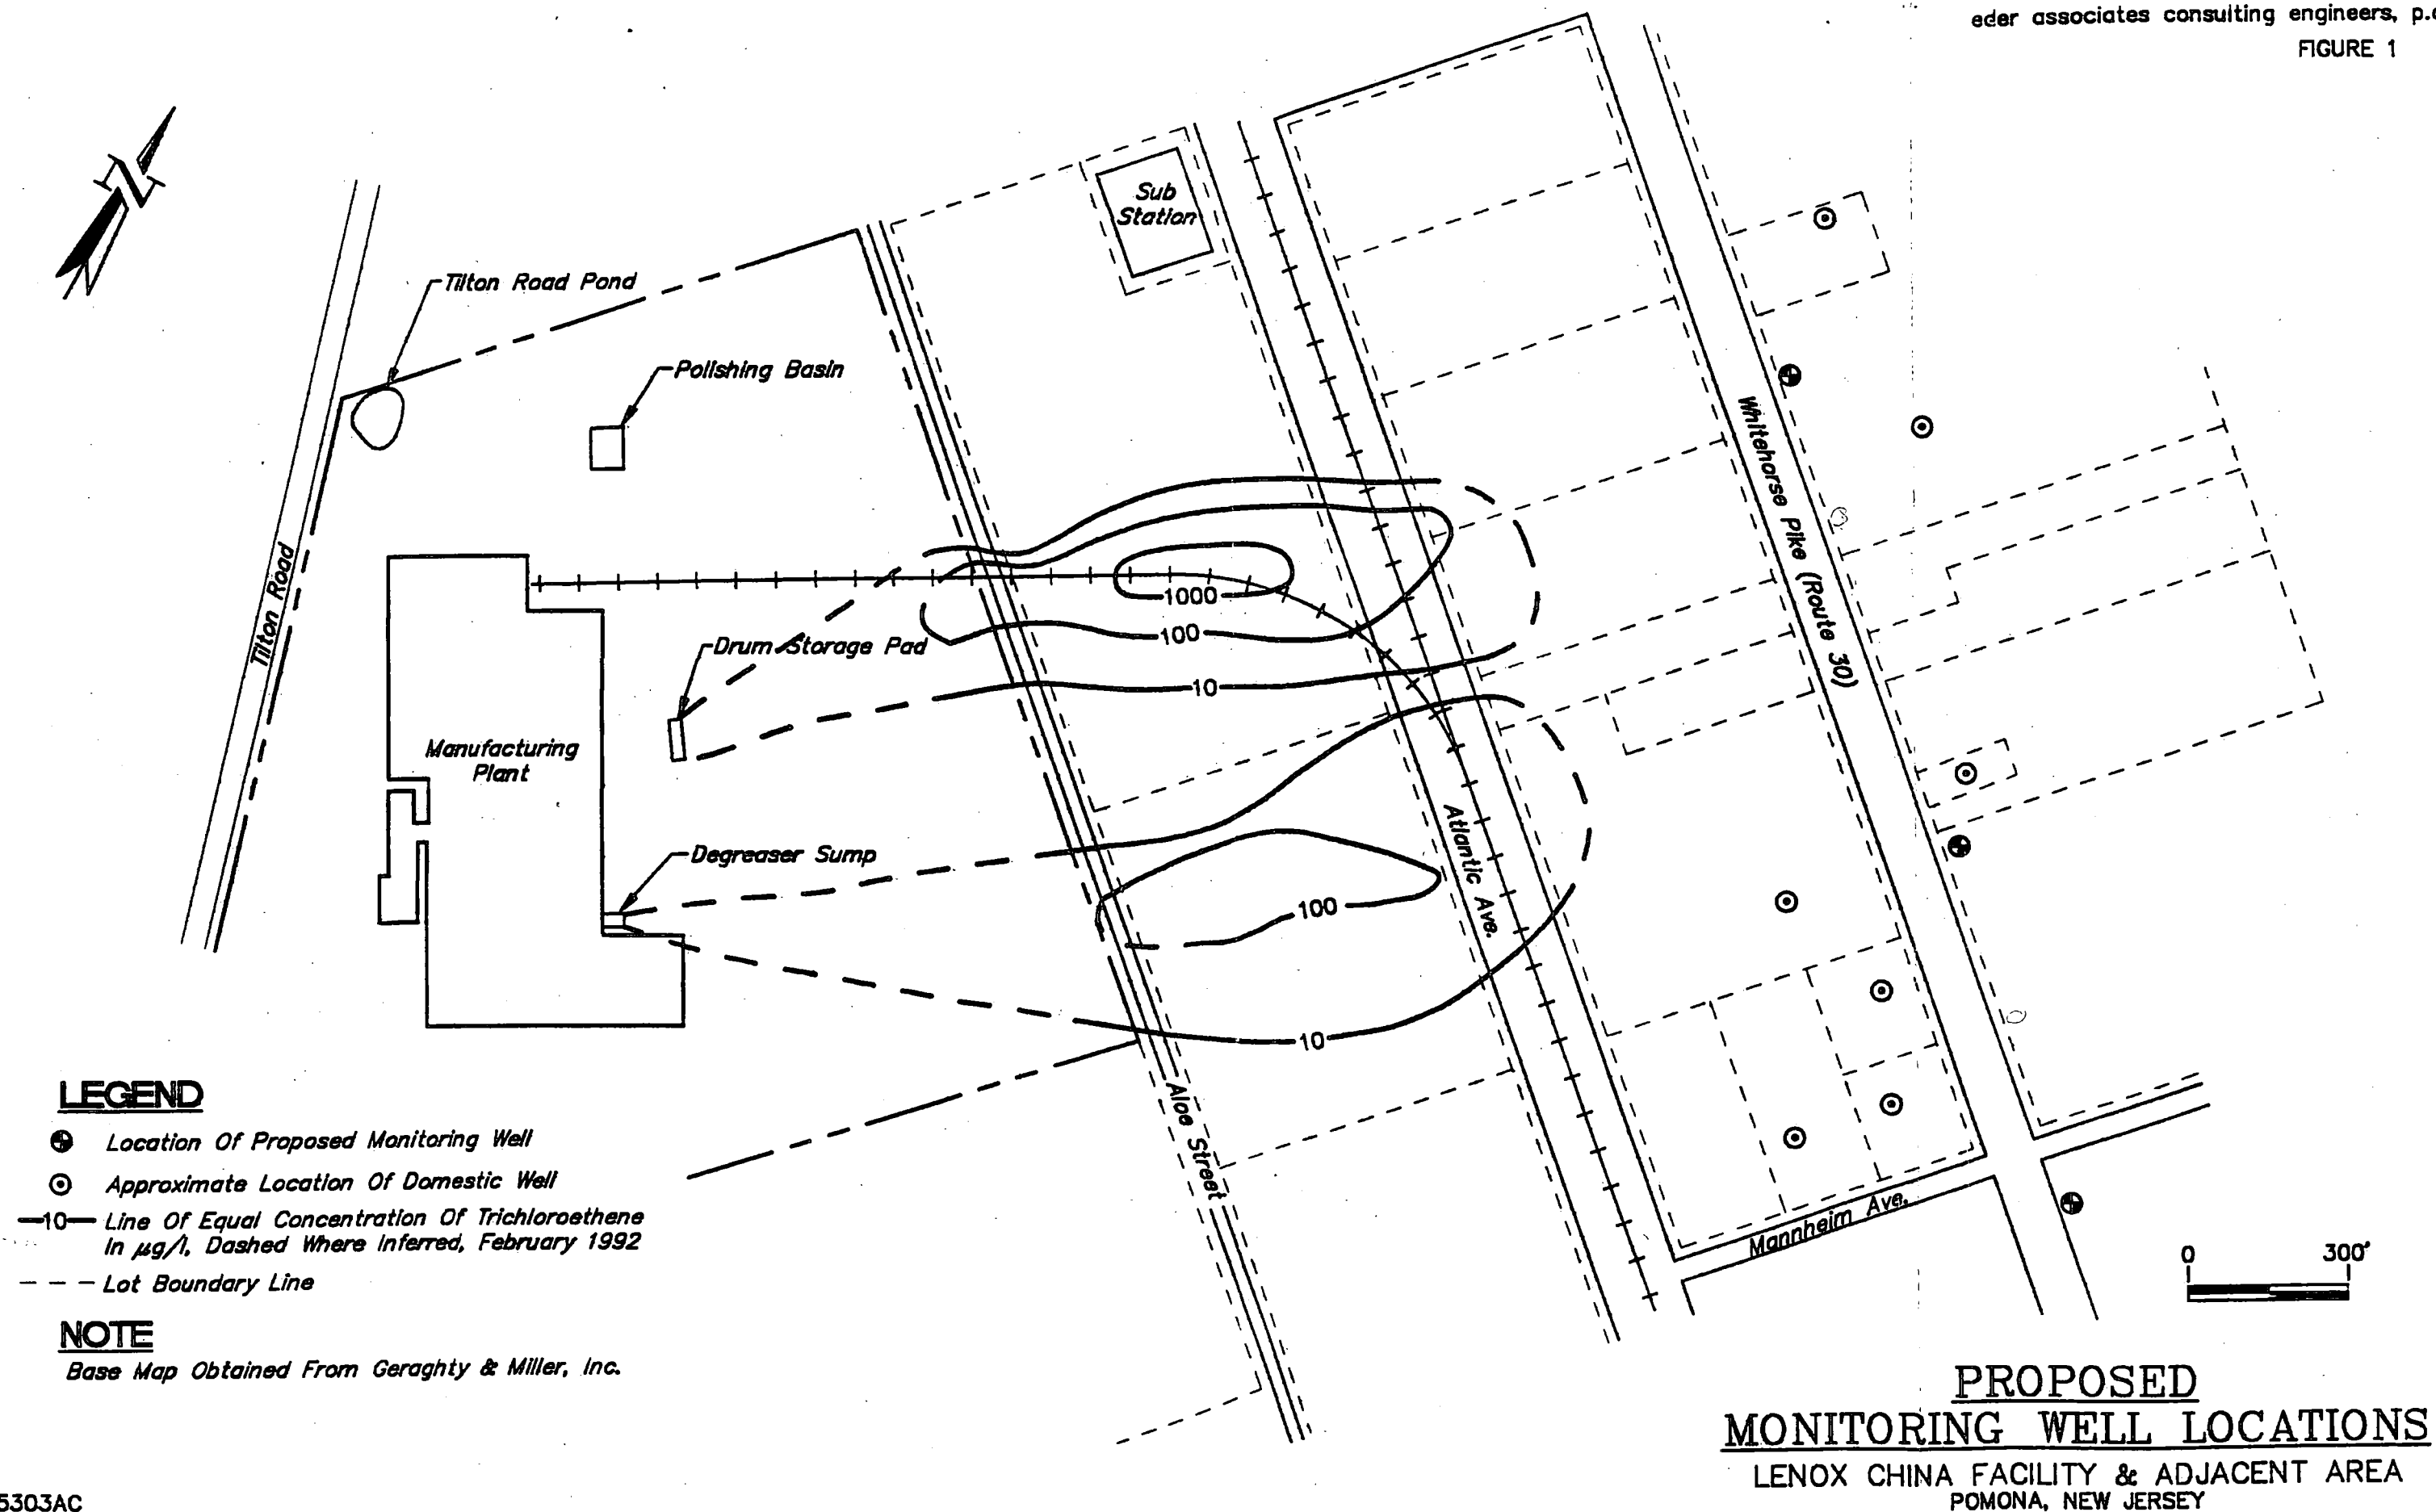 eder associates consulting engineers,
FIGURE 1
N
Sub
Station
Tilton Road Pond
Polishing Basin
Whitehorse Pike (Route 30)
Tilton Road
1000
100
Drum Storage Pad
10
Manufacturing
Plant
Atlantic Ave.
Degreaser Sump
100
10
Aloe Street
Mannheim Ave.
LEGEND
Location Of Proposed Monitoring Well
Approximate Location Of Domestic Well
10 Line Of Equal Concentration Of Trichloroethene
In µg/l, Dashed Where Inferred, February 1992
Lot Boundary Line
NOTE
Base Map Obtained From Geraghty & Miller, Inc.
0 300'
PROPOSED
MONITORING WELL LOCATIONS
LENOX CHINA FACILITY & ADJACENT AREA
POMONA, NEW JERSEY
5303AC